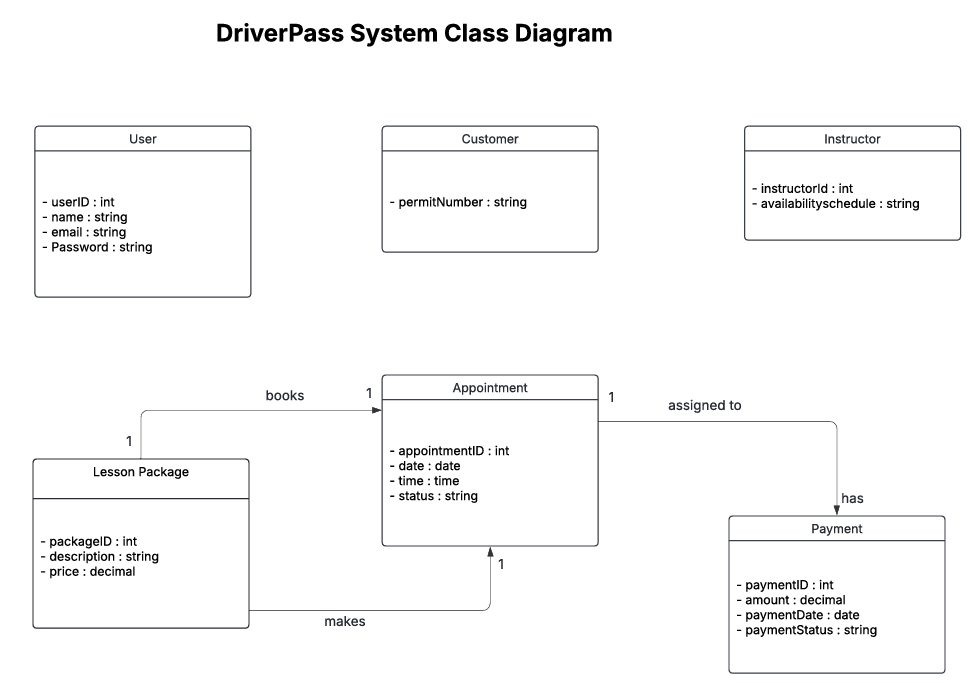 DriverPass System Class Diagram
User
- userID : int
- name : string
- email : string
- Password : string
Customer
- permitNumber : string
Instructor
- instructorId : int
- availabilityschedule : string
books
1
1
Lesson Package
- packageID : int
- description : string
- price : decimal
makes
1
Appointment
- appointmentID : int
- date : date
- time : time
- status : string
1
assigned to
has
Payment
- paymentID : int
- amount : decimal
- paymentDate : date
- paymentStatus : string